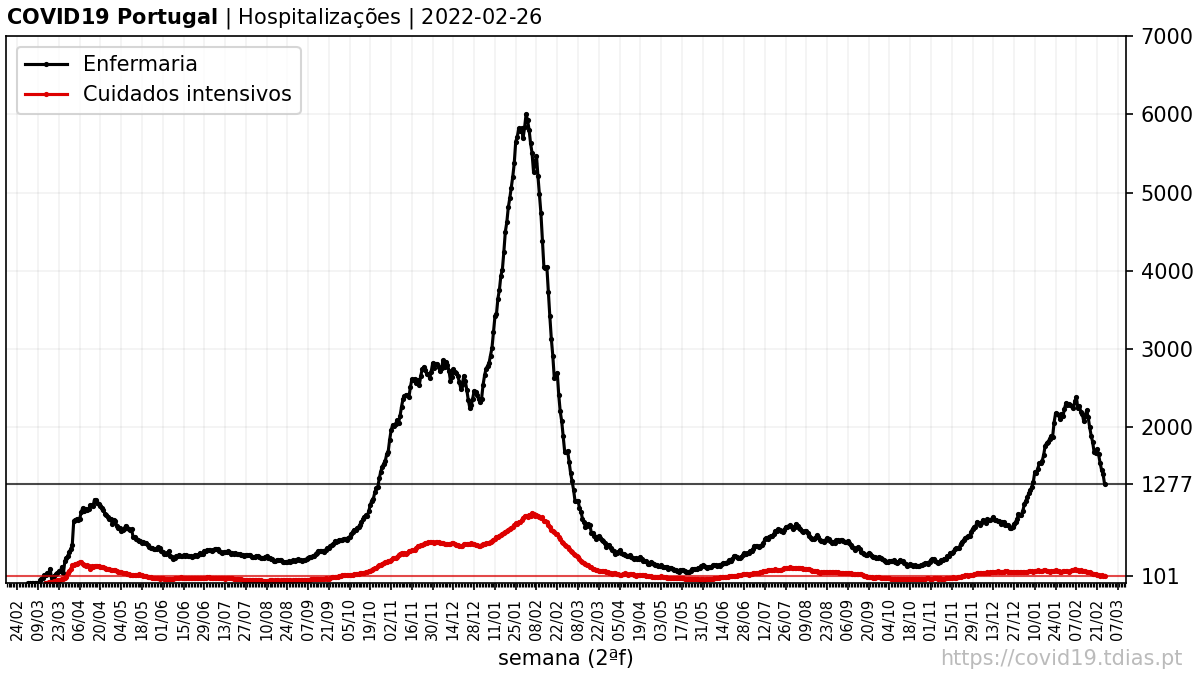 COVID19 Portugal | Hospitalizações | 2022-02-26
Enfermaria
Cuidados intensivos
7000
6000
5000
4000
3000
2000
1277
101
24/02 09/03 23/03 06/04 20/04 04/05 18/05 01/06 15/06 29/06 13/07 27/07 10/08 24/08 07/09 21/09 05/10 19/10 02/11 16/11 30/11 14/12 28/12 11/01 25/01 08/02 22/02 08/03 22/03 05/04 19/04 03/05 17/05 31/05 14/06 28/06 12/07 26/07 09/08 23/08 06/09 20/09 04/10 18/10 01/11 15/11 29/11 13/12 27/12 10/01 24/01 07/02 21/02 07/03
semana (2ªf)
https://covid19.tdias.pt